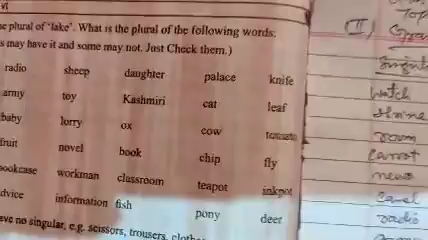 vi
plural of 'lake'. What is the plural of the following words;
s may have it and some may not. Just Check them.)
radio sheep daughter palace knife
army toy Kashmiri cat leaf
baby lorry ox cow tomato
fruit novel book chip fly
bookcase workman classroom teapot inkpot
dvice information fish pony deer
ave no singular, e.g. scissors, trousers, cloth
(II)
watch
Shine
room
carrot
news
radio